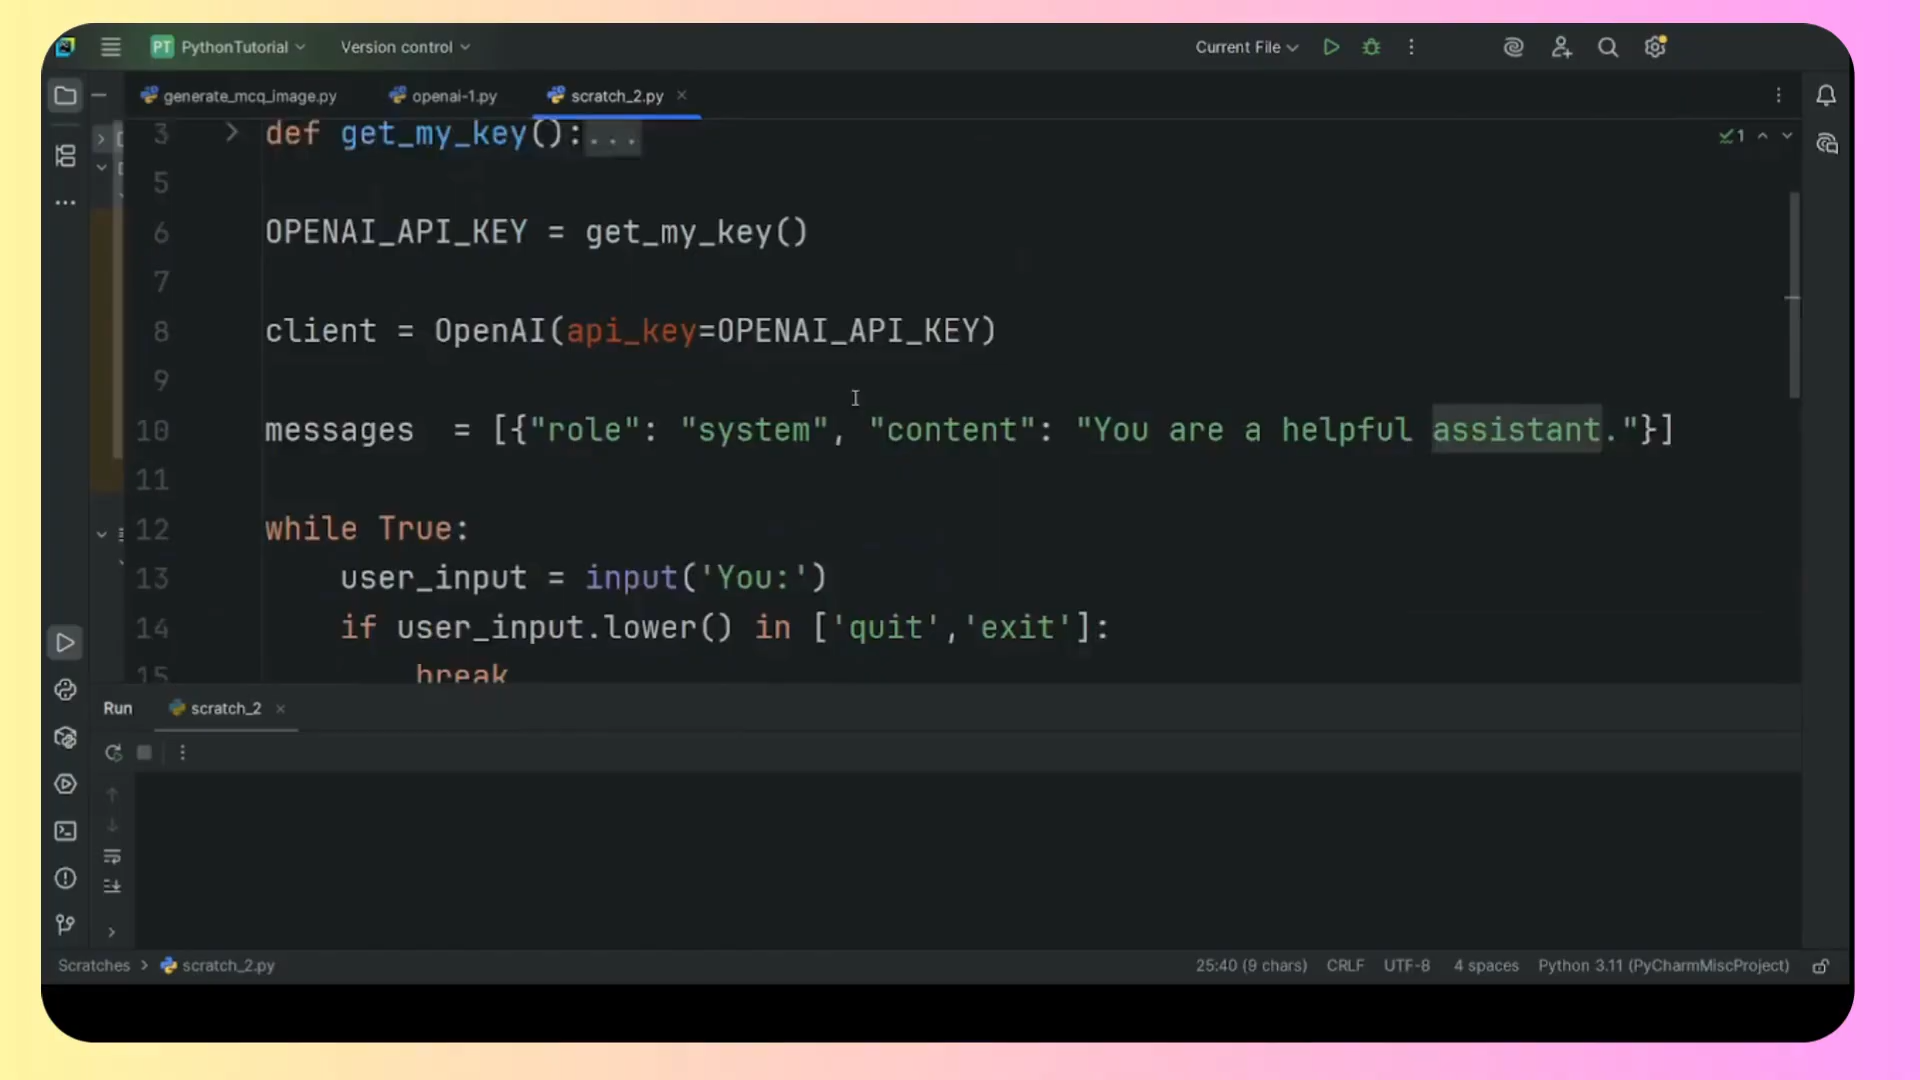 PT PythonTutorial Version control Current File
generate_mcq_image.py openai-1.py scratch_2.py
3 def get_my_key():...
1
5
6 OPENAI_API_KEY = get_my_key()
7
8 client = OpenAI(api_key=OPENAI_API_KEY)
9
10 messages  = [{"role": "system", "content": "You are a helpful assistant."}]
11
12 while True:
13 user_input = input('You:')
14 if user_input.lower() in ['quit','exit']:
15 break
Run scratch_2
Scratches > scratch_2.py 25:40 (9 chars) CRLF UTF-8 4 spaces Python 3.11 (PyCharmMiscProject)